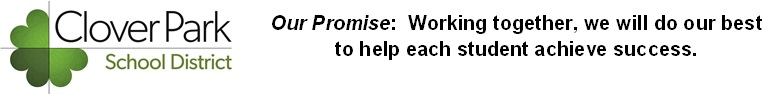 Clover Park
School District
Our Promise:  Working together, we will do our best
to help each student achieve success.